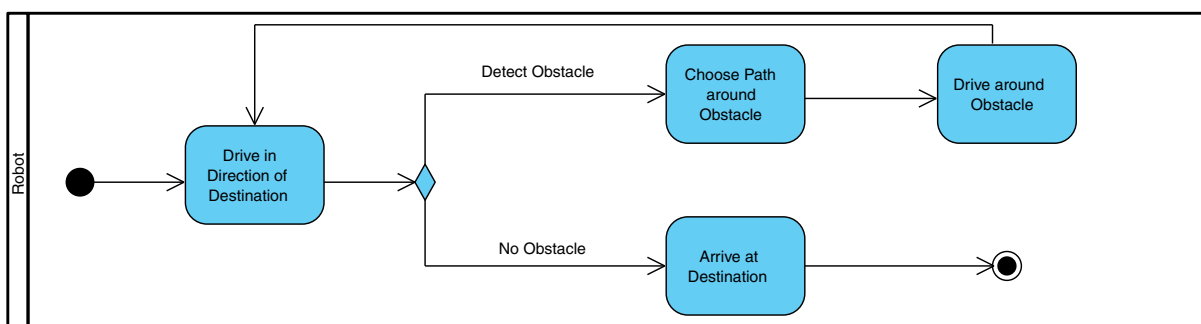 Robot
Drive in
Direction of
Destination
Detect Obstacle
No Obstacle
Choose Path
around
Obstacle
Drive around
Obstacle
Arrive at
Destination